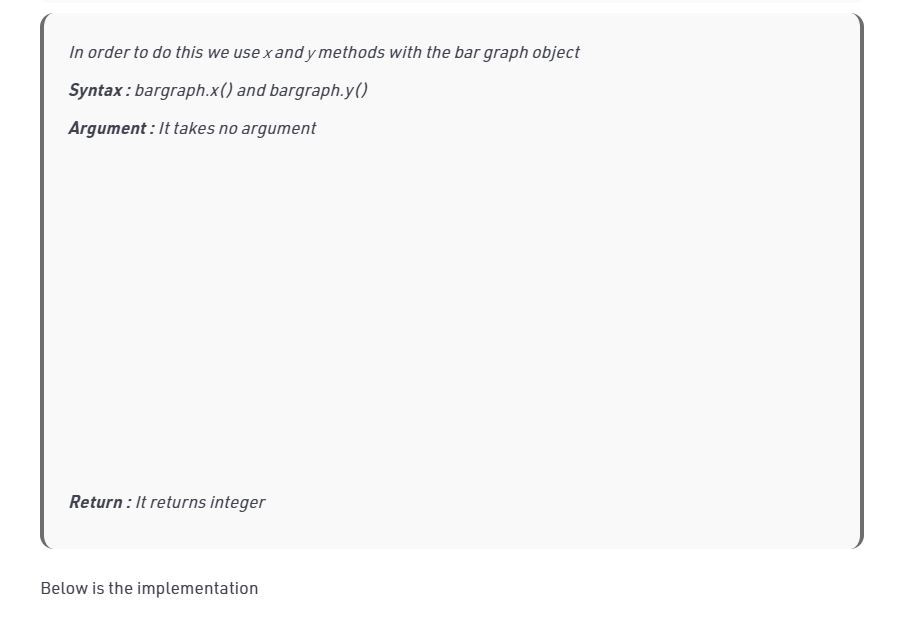 In order to do this we use x and y methods with the bar graph object
Syntax : bargraph.x() and bargraph.y()
Argument : It takes no argument
Return : It returns integer
Below is the implementation